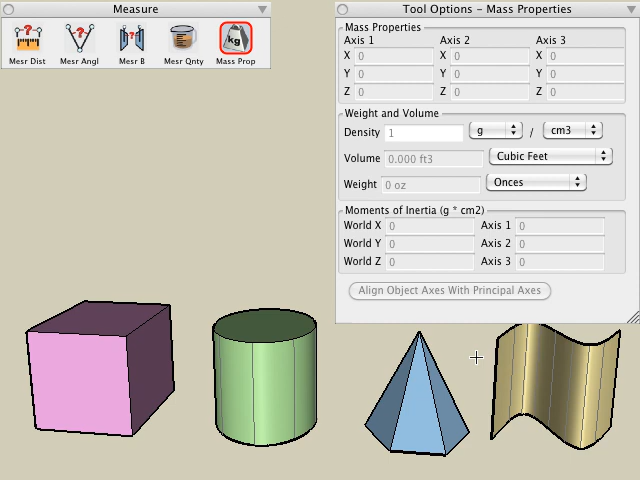 Measure
Mesr Dist Mesr Angl Mesr B Mesr Qnty Mass Prop
kg
Tool Options - Mass Properties
Mass Properties
Axis 1 Axis 2 Axis 3
X 0 X 0 X 0
Y 0 Y 0 Y 0
Z 0 Z 0 Z 0
Weight and Volume
Density 1 g / cm3
Volume 0.000 ft3 Cubic Feet
Weight 0 oz Onces
Moments of Inertia (g * cm2)
World X 0 Axis 1 0
World Y 0 Axis 2 0
World Z 0 Axis 3 0
Align Object Axes With Principal Axes